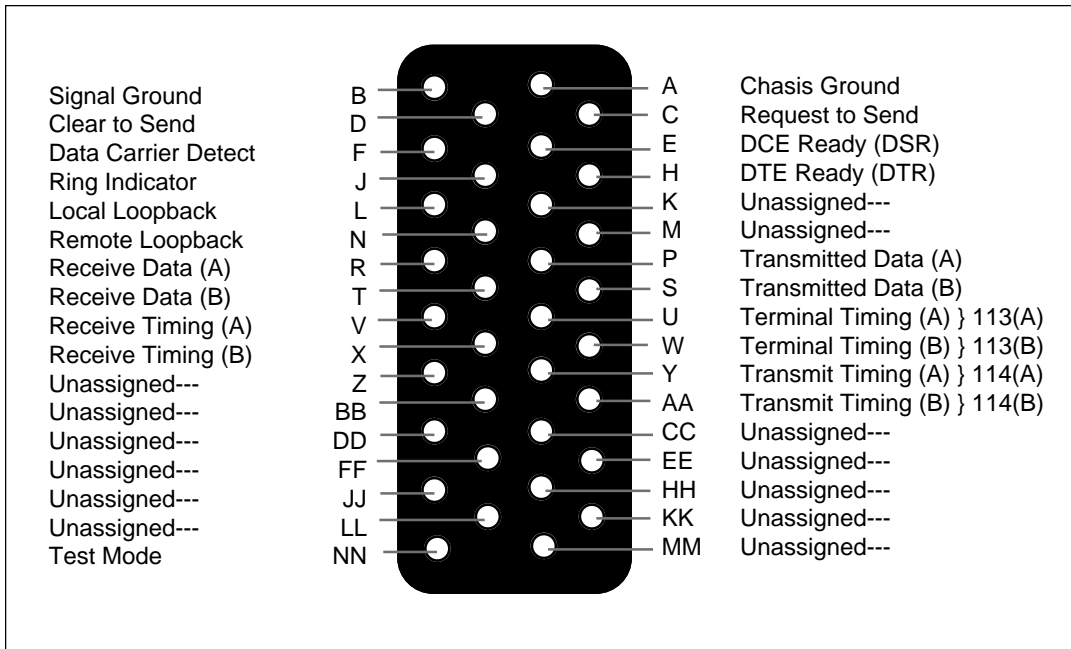 Signal Ground B A Chasis Ground
Clear to Send D C Request to Send
Data Carrier Detect F E DCE Ready (DSR)
Ring Indicator J H DTE Ready (DTR)
Local Loopback L K Unassigned---
Remote Loopback N M Unassigned---
Receive Data (A) R P Transmitted Data (A)
Receive Data (B) T S Transmitted Data (B)
Receive Timing (A) V U Terminal Timing (A) } 113(A)
Receive Timing (B) X W Terminal Timing (B) } 113(B)
Unassigned--- Z Y Transmit Timing (A) } 114(A)
Unassigned--- BB AA Transmit Timing (B) } 114(B)
Unassigned--- DD CC Unassigned---
Unassigned--- FF EE Unassigned---
Unassigned--- JJ HH Unassigned---
Unassigned--- LL KK Unassigned---
Test Mode NN MM Unassigned---